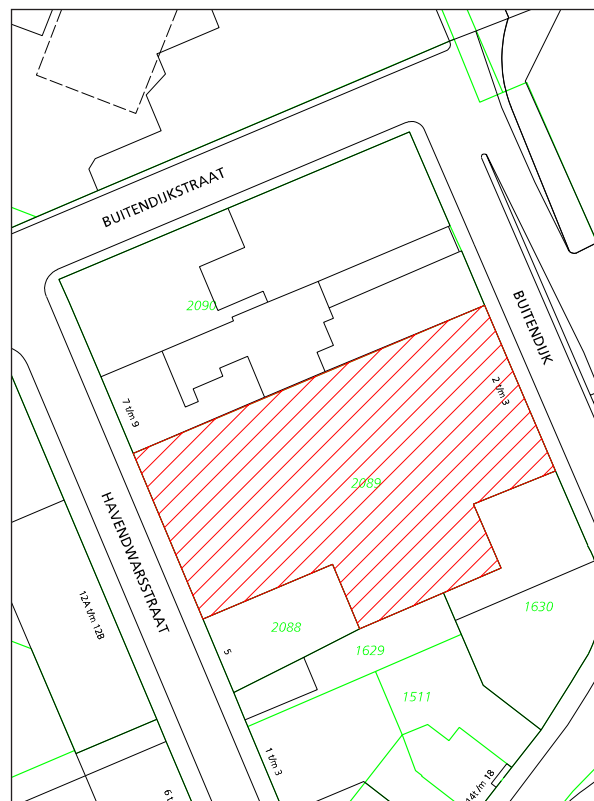 BUITENDIJKSTRAAT
2090
BUITENDIJK
2 t/m 3
7 t/m 9
2089
HAVENDWARSSTRAAT
12A t/m 12B
2088
5
1629
1630
1511
1 t/m 3
14t /m 18